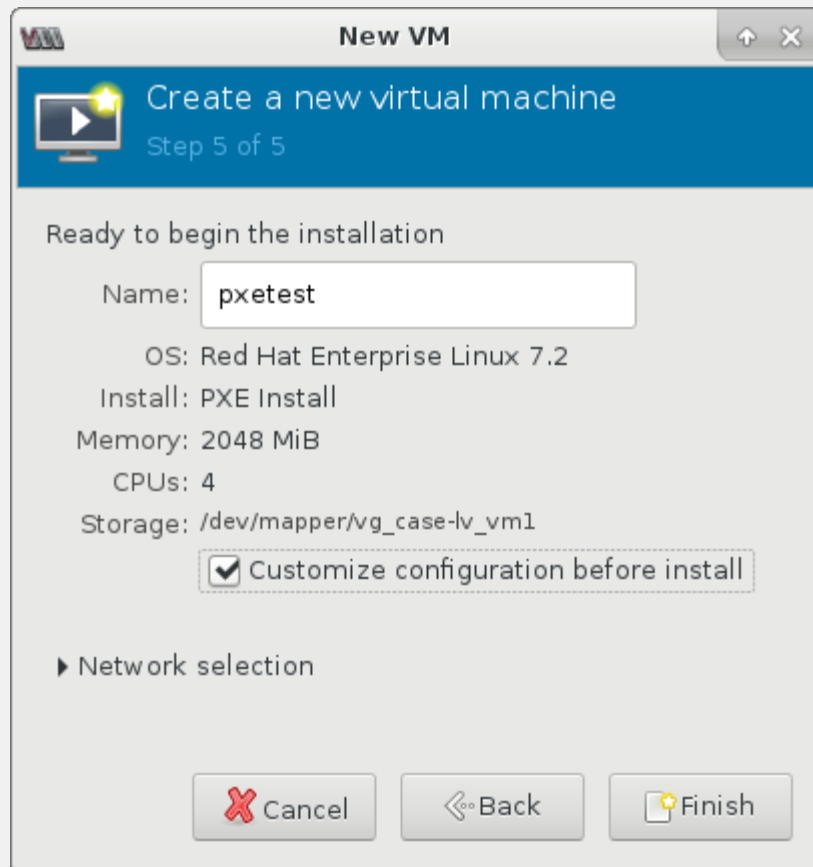 New VM
Create a new virtual machine
Step 5 of 5
Ready to begin the installation
Name: pxetest
OS: Red Hat Enterprise Linux 7.2
Install: PXE Install
Memory: 2048 MiB
CPUs: 4
Storage: /dev/mapper/vg_case-lv_vm1
Customize configuration before install
Network selection
Cancel Back Finish